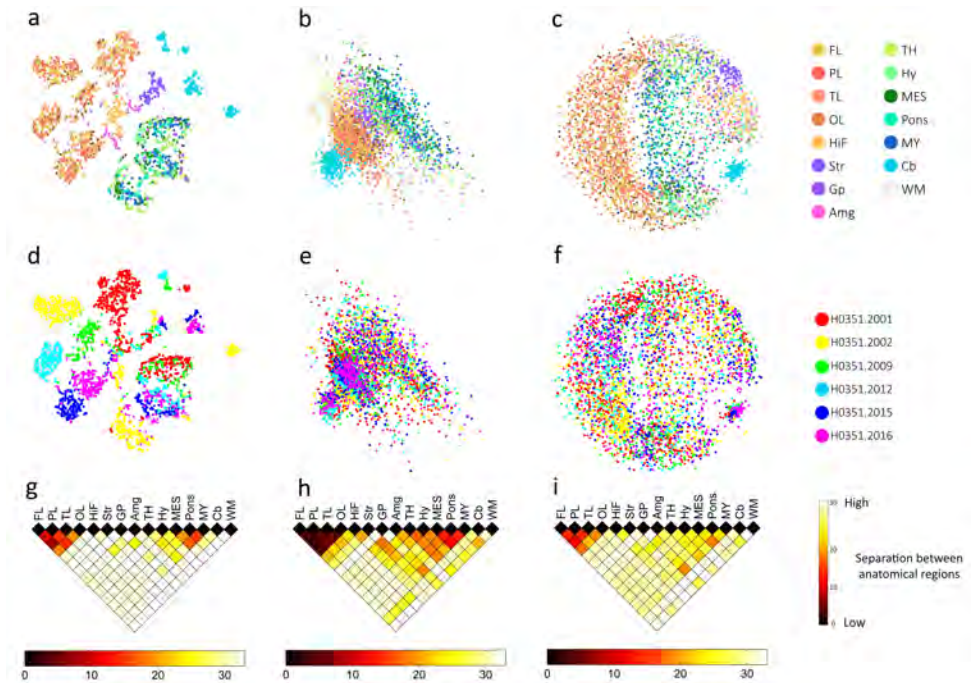 a b c
FL TH
PL Hy
TL MES
OL Pons
HiF MY
Str Cb
Gp WM
Amg
d e f
H0351.2001
H0351.2002
H0351.2009
H0351.2012
H0351.2015
H0351.2016
g h i
FL PL TL OL HiF Str GP Amg TH Hy MES Pons MY Cb WM
FL PL TL OL HiF Str GP Amg TH Hy MES Pons MY Cb WM
FL PL TL OL HiF Str GP Amg TH Hy MES Pons MY Cb WM
High
Separation between
anatomical regions
Low
0 10 20 30
0 10 20 30
0 10 20 30